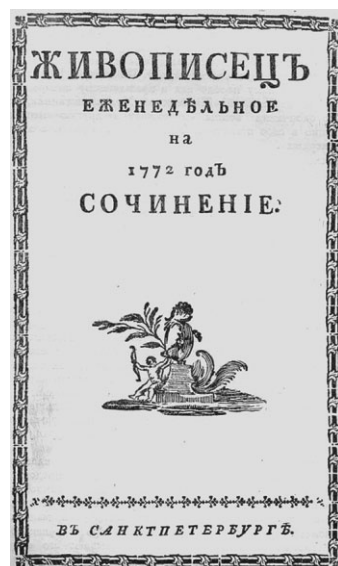 ЖИВОПИСЕЦЪ
ЕЖЕНЕДѢЛЬНОЕ
на
1772 годъ
СОЧИНЕНІЕ.
ВЪ САНКТПЕТЕРБУРГѢ.